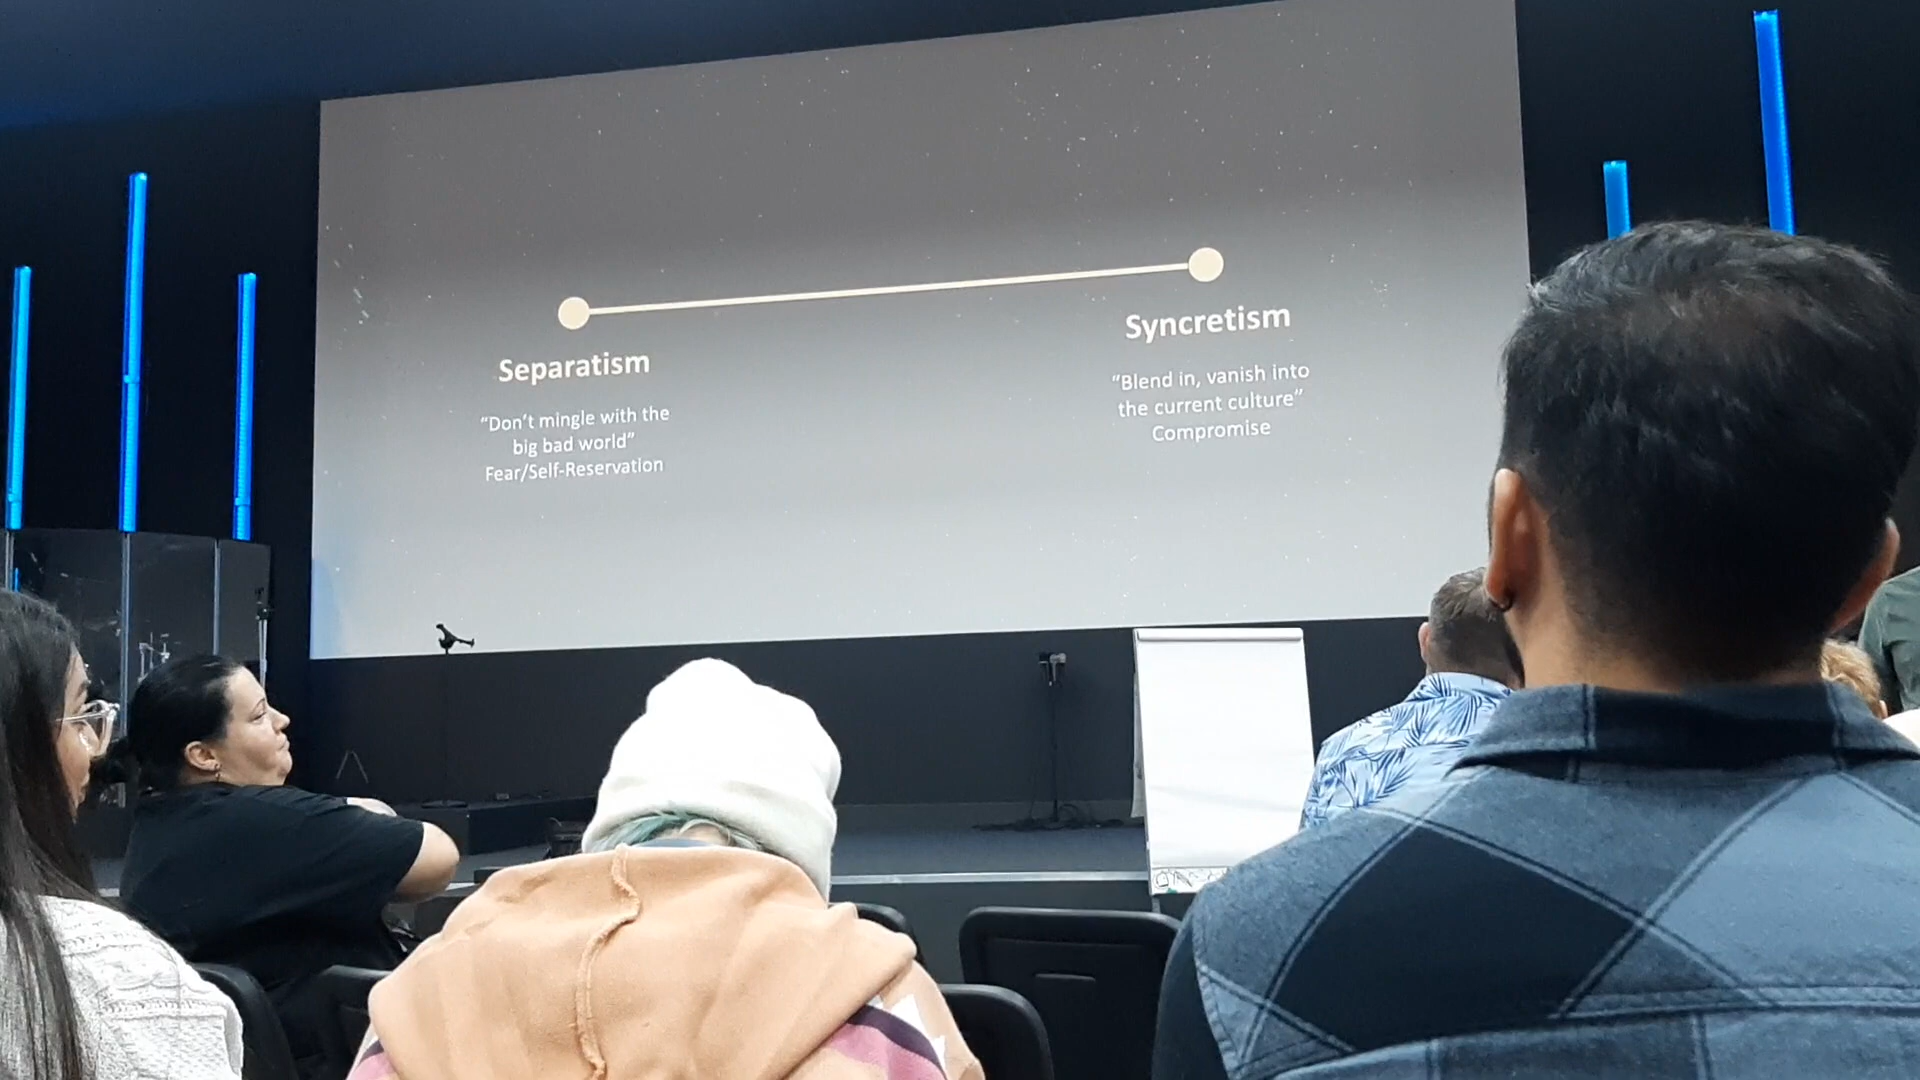 Separatism
"Don't mingle with the
big bad world"
Fear/Self-Reservation
Syncretism
"Blend in, vanish into
the current culture"
Compromise